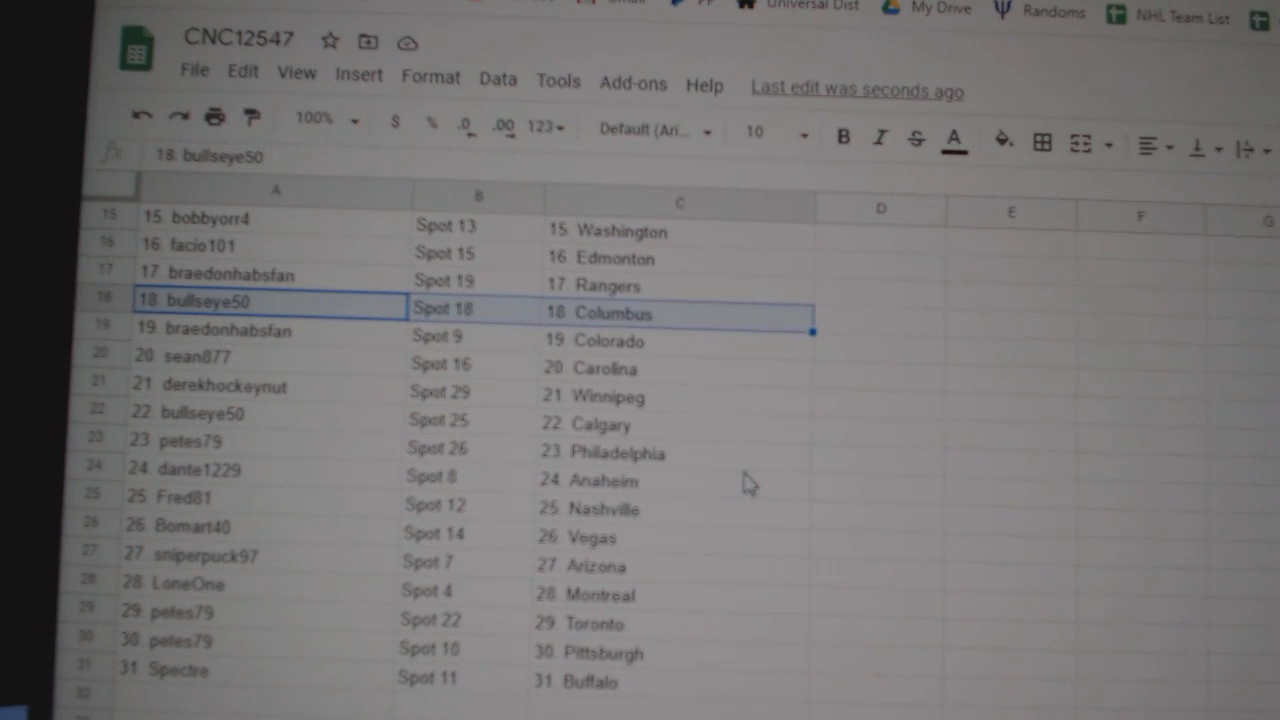 Universal Dist My Drive Randoms NHL Team List
CNC12547
File Edit View Insert Format Data Tools Add-ons Help Last edit was seconds ago
100% $ % .0 .00 123 Default (Ari... 10 B I S A
fx 18. bullseye50
A B C D E F G
15 15. bobbyorr4 Spot 13 15. Washington
16 16. facio101 Spot 15 16. Edmonton
17 17. braedonhabsfan Spot 19 17. Rangers
18 18. bullseye50 Spot 18 18. Columbus
19 19. braedonhabsfan Spot 9 19. Colorado
20 20. sean877 Spot 16 20. Carolina
21 21. derekhockeynut Spot 29 21. Winnipeg
22 22. bullseye50 Spot 25 22. Calgary
23 23. petes79 Spot 26 23. Philadelphia
24 24. dante1229 Spot 8 24. Anaheim
25 25. Fred81 Spot 12 25. Nashville
26 26. Bomart40 Spot 14 26. Vegas
27 27. sniperpuck97 Spot 7 27. Arizona
28 28. LoneOne Spot 4 28. Montreal
29 29. petes79 Spot 22 29. Toronto
30 30. petes79 Spot 10 30. Pittsburgh
31 31. Spectre Spot 11 31. Buffalo
32